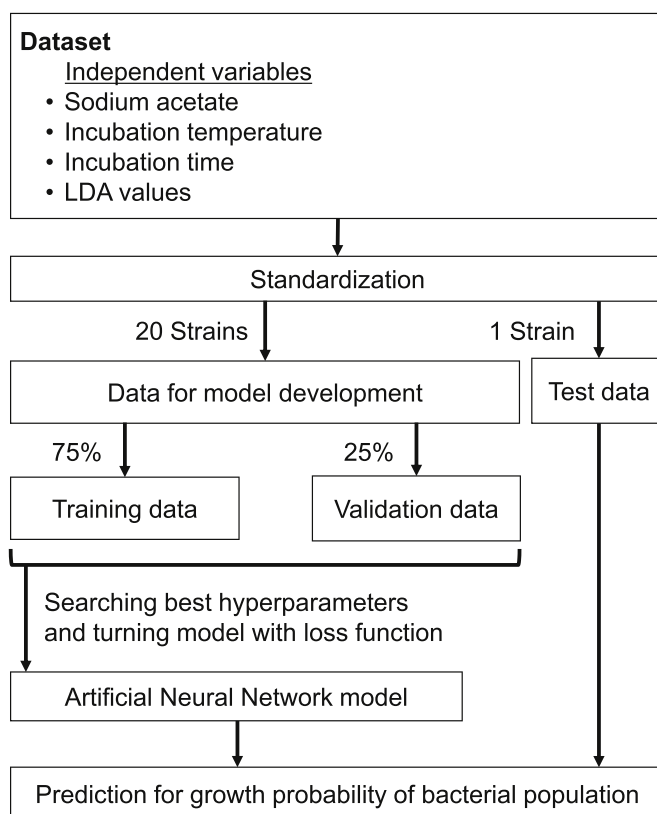 Dataset
Independent variables
• Sodium acetate
• Incubation temperature
• Incubation time
• LDA values
Standardization
20 Strains
1 Strain
Data for model development
Test data
75%
25%
Training data
Validation data
Searching best hyperparameters
and turning model with loss function
Artificial Neural Network model
Prediction for growth probability of bacterial population